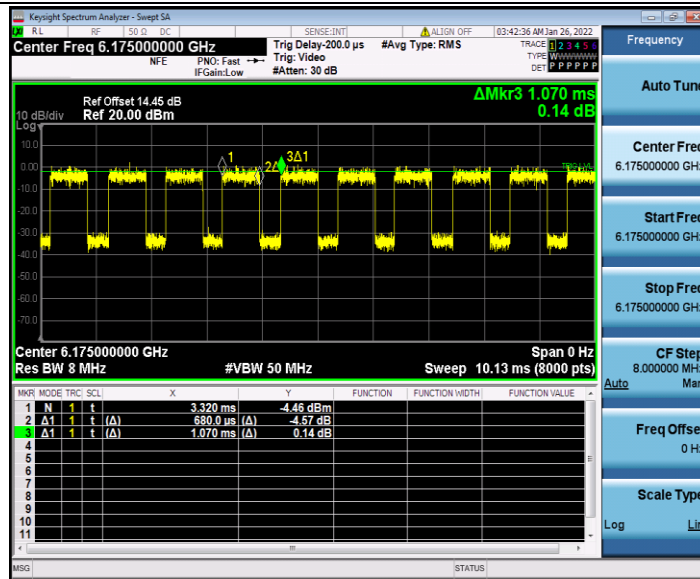 Keysight Spectrum Analyzer - Swept SA
RL RF 50 Ω DC SENSE:INT ALIGN OFF 03:42:36 AM Jan 26, 2022
Center Freq 6.175000000 GHz
NFE
PNO: Fast
IFGain:Low
Trig Delay-200.0 µs
Trig: Video
#Atten: 30 dB
#Avg Type: RMS
TRACE 1 2 3 4 5 6
TYPE
DET P P P P P P
10 dB/div
Log
Ref Offset 14.45 dB
Ref 20.00 dBm
ΔMkr3 1.070 ms
0.14 dB
10.0
0.00
-10.0
-20.0
-30.0
-40.0
-50.0
-60.0
-70.0
1
2Δ
3Δ1
Center 6.175000000 GHz Span 0 Hz
Res BW 8 MHz #VBW 50 MHz Sweep 10.13 ms (8000 pts)
MKR MODE TRC SCL X Y FUNCTION FUNCTION WIDTH FUNCTION VALUE
1 N 1 t 3.320 ms -4.46 dBm
2 Δ1 1 t (Δ) 680.0 µs (Δ) -4.57 dB
3 Δ1 1 t (Δ) 1.070 ms (Δ) 0.14 dB
4
5
6
7
8
9
10
11
MSG STATUS
Frequency
Auto Tune
Center Freq
6.175000000 GHz
Start Freq
6.175000000 GHz
Stop Freq
6.175000000 GHz
CF Step
8.000000 MHz
Auto Man
Freq Offset
0 Hz
Scale Type
Log Lin